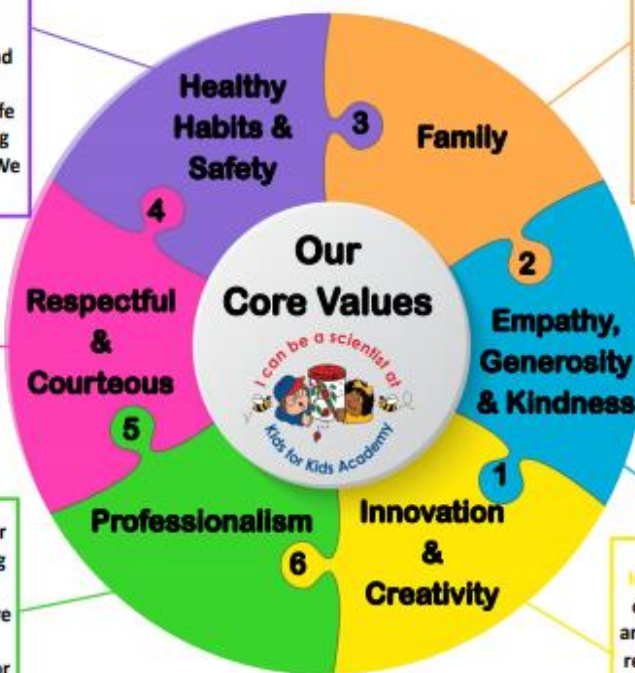 Healthy
Habits &
Safety
3
Family
4
2
Our
Core Values
I can be a scientist at
Kids for Kids Academy
Respectful
&
Courteous
Empathy,
Generosity
& Kindness
5
1
Professionalism
Innovation
&
Creativity
6
We